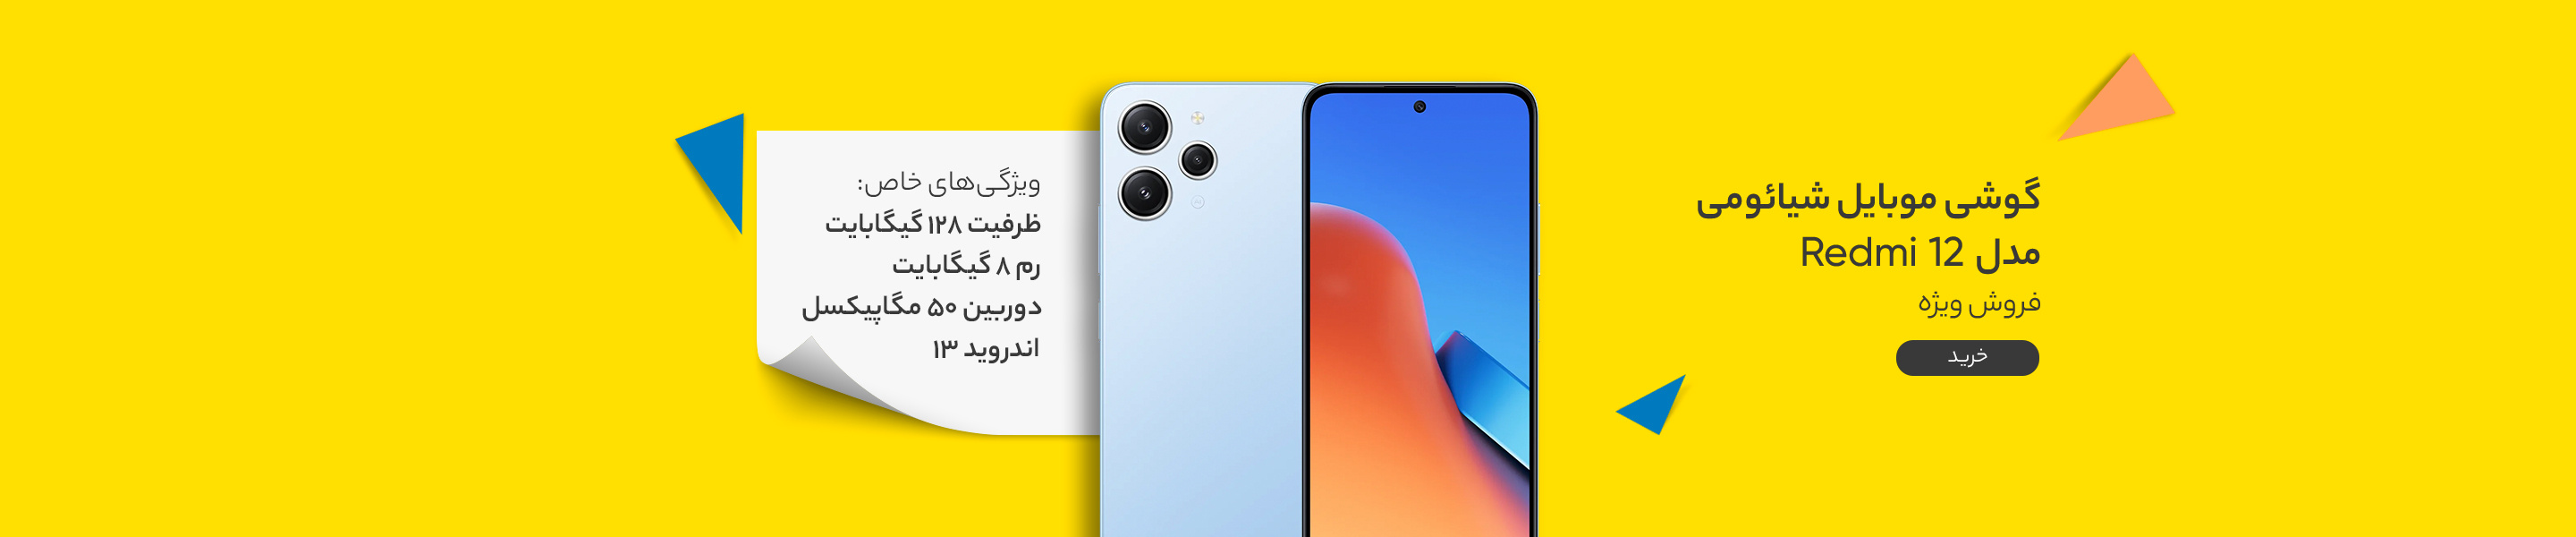 گوشی موبایل شیائومی
مدل Redmi 12
فروش ویژه
خرید
ویژگی‌های خاص:
ظرفیت ۱۲۸ گیگابایت
رم ۸ گیگابایت
دوربین ۵۰ مگاپیکسل
اندروید ۱۳